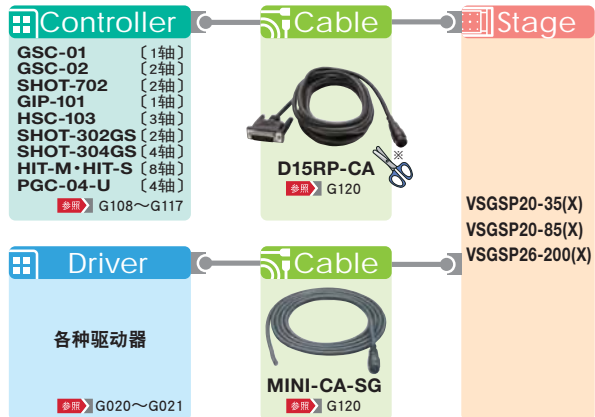 Controller
GSC-01 〔1轴〕
GSC-02 〔2轴〕
SHOT-702 〔2轴〕
GIP-101 〔1轴〕
HSC-103 〔3轴〕
SHOT-302GS〔2轴〕
SHOT-304GS〔4轴〕
HIT-M・HIT-S〔8轴〕
PGC-04-U 〔4轴〕
参照 G108～G117
Cable
※
D15RP-CA
参照 G120
Stage
VSGSP20-35(X)
VSGSP20-85(X)
VSGSP26-200(X)
Driver
各种驱动器
参照 G020～G021
Cable
MINI-CA-SG
参照 G120